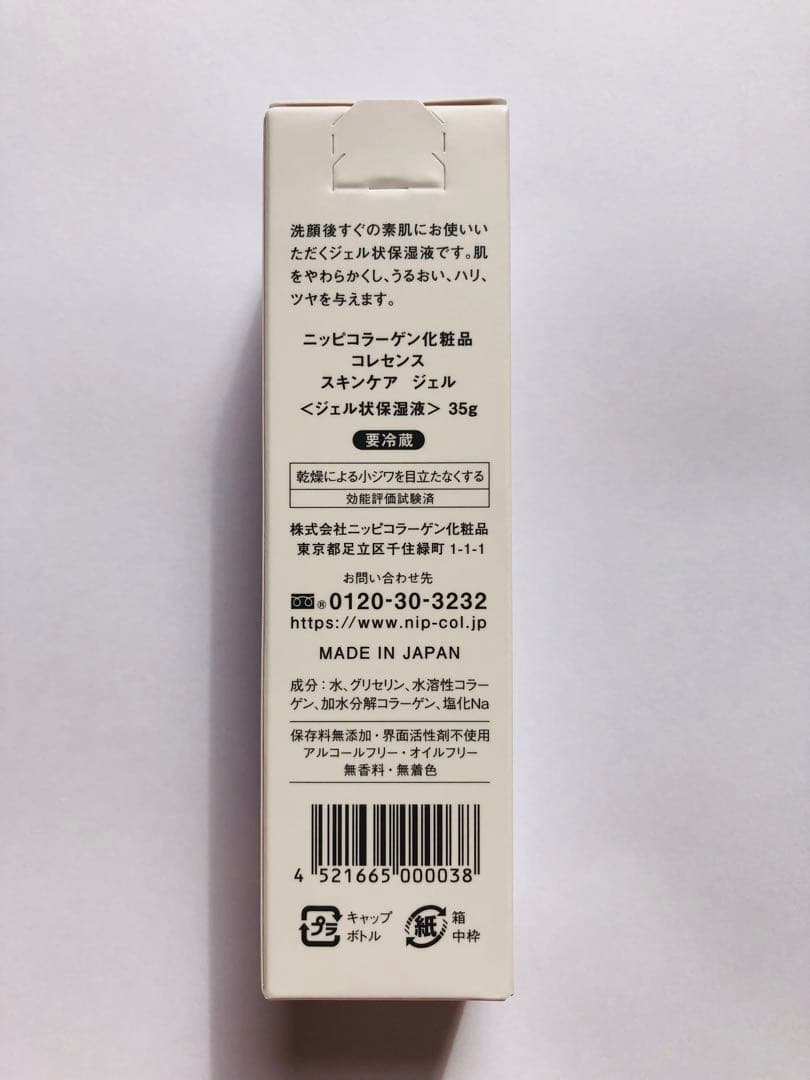 洗顔後すぐの素肌にお使いい
ただくジェル状保湿液です。肌
をやわらかくし、うるおい、ハリ、
ツヤを与えます。
ニッピコラーゲン化粧品
コレセンス
スキンケア ジェル
<ジェル状保湿液> 35g
要冷蔵
乾燥による小ジワを目立たなくする
効能評価試験済
株式会社ニッピコラーゲン化粧品
東京都足立区千住緑町 1-1-1
お問い合わせ先
® 0120-30-3232
https://www.nip-col.jp
MADE IN JAPAN
成分：水、グリセリン、水溶性コラー
ゲン、加水分解コラーゲン、塩化Na
保存料無添加・界面活性剤不使用
アルコールフリー・オイルフリー
無香料・無着色
4 521665 000038
プラ キャップ
ボトル
紙 箱
中枠